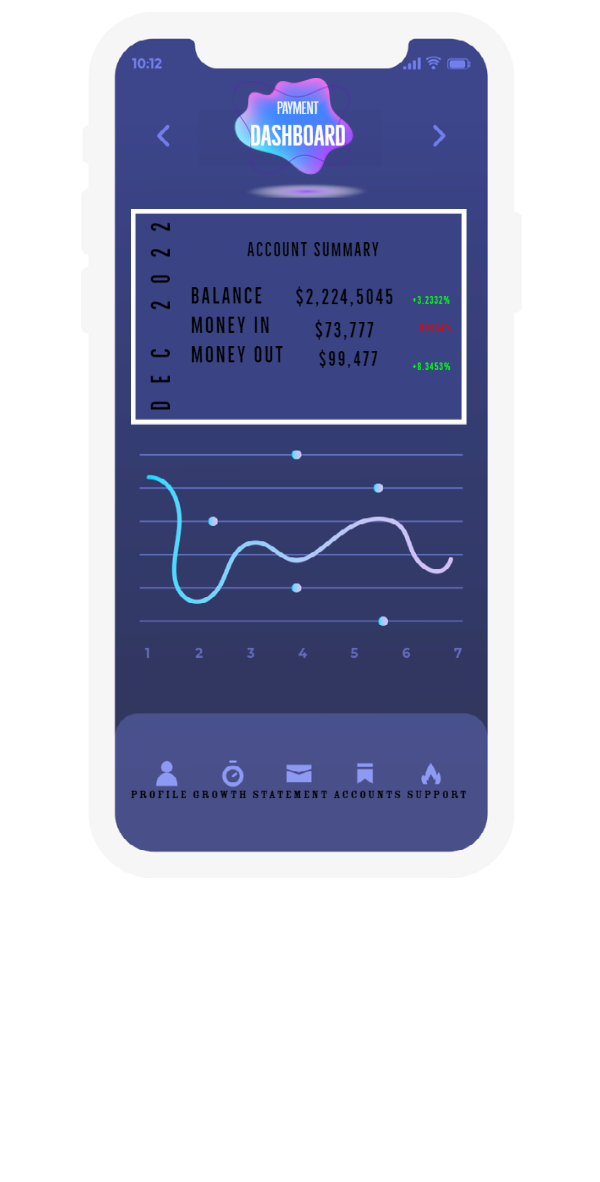 10:12
PAYMENT
DASHBOARD
DEC 2022
ACCOUNT SUMMARY
BALANCE $2,224,5045 +3.2332%
MONEY IN $73,777
MONEY OUT $99,477 +8.3453%
1 2 3 4 5 6 7
PROFILE GROWTH STATEMENT ACCOUNTS SUPPORT